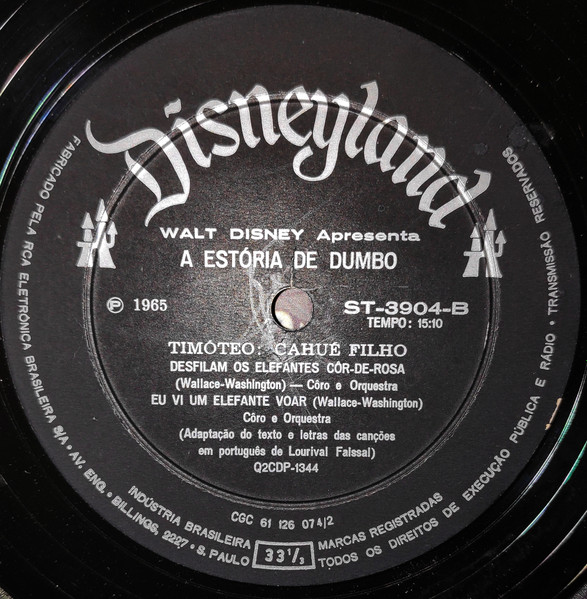 Disneyland
WALT DISNEY Apresenta
A ESTÓRIA DE DUMBO
℗ 1965
ST-3904-B
TEMPO: 15:10
TIMÓTEO: CAHUÉ FILHO
DESFILAM OS ELEFANTES CÔR-DE-ROSA
(Wallace-Washington) — Côro e Orquestra
EU VI UM ELEFANTE VOAR (Wallace-Washington)
Côro e Orquestra
(Adaptação do texto e letras das canções
em português de Lourival Faissal)
Q2CDP-1344
CGC 61 126 074/2
33⅓
FABRICADO PELA RCA ELETRÔNICA BRASILEIRA S/A • AV. ENG.º BILLINGS, 2227 • S. PAULO
INDÚSTRIA BRASILEIRA
MARCAS REGISTRADAS
TODOS OS DIREITOS DE EXECUÇÃO PÚBLICA E RÁDIO • TRANSMISSÃO RESERVADOS